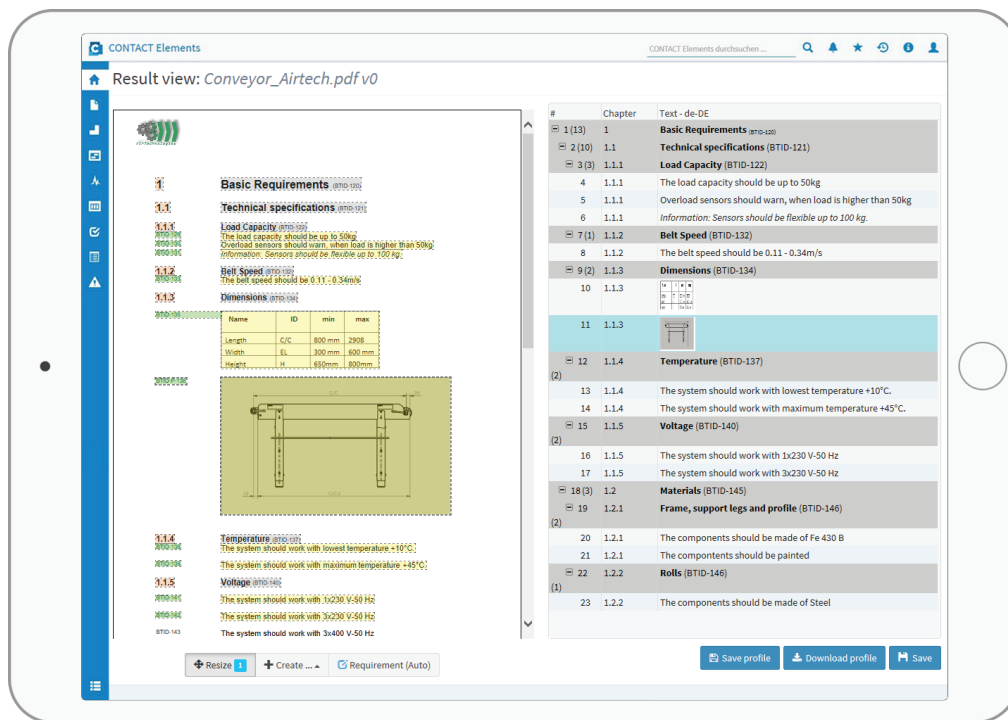 CONTACT Elements
CONTACT Elements durchsuchen ...
Result view: Conveyor_Airtech.pdf v0
1 Basic Requirements (BTID-120)
1.1 Technical specifications (BTID-121)
1.1.1 Load Capacity (BTID-122)
The load capacity should be up to 50kg
Overload sensors should warn, when load is higher than 50kg
Information: Sensors should be flexible up to 100 kg.
1.1.2 Belt Speed (BTID-132)
The belt speed should be 0.11 - 0.34m/s
1.1.3 Dimensions (BTID-134)
Name ID min max
Length C/C 800 mm 2908
Width EL 300 mm 600 mm
Height H 650mm 800mm
1.1.4 Temperature (BTID-137)
The system should work with lowest temperature +10°C.
The system should work with maximum temperature +45°C.
1.1.5 Voltage (BTID-140)
The system should work with 1x230 V-50 Hz
The system should work with 3x230 V-50 Hz
BTID-143 The system should work with 3x400 V-50 Hz
Resize 1 Create ... Requirement (Auto)
# Chapter Text - de-DE
1 (13) 1 Basic Requirements (BTID-120)
2 (10) 1.1 Technical specifications (BTID-121)
3 (3) 1.1.1 Load Capacity (BTID-122)
4 1.1.1 The load capacity should be up to 50kg
5 1.1.1 Overload sensors should warn, when load is higher than 50kg
6 1.1.1 Information: Sensors should be flexible up to 100 kg.
7 (1) 1.1.2 Belt Speed (BTID-132)
8 1.1.2 The belt speed should be 0.11 - 0.34m/s
9 (2) 1.1.3 Dimensions (BTID-134)
10 1.1.3
11 1.1.3
12 1.1.4 Temperature (BTID-137)
(2)
13 1.1.4 The system should work with lowest temperature +10°C.
14 1.1.4 The system should work with maximum temperature +45°C.
15 1.1.5 Voltage (BTID-140)
(2)
16 1.1.5 The system should work with 1x230 V-50 Hz
17 1.1.5 The system should work with 3x230 V-50 Hz
18 (3) 1.2 Materials (BTID-145)
19 1.2.1 Frame, support legs and profile (BTID-146)
(2)
20 1.2.1 The components should be made of Fe 430 B
21 1.2.1 The compontents should be painted
22 1.2.2 Rolls (BTID-146)
(1)
23 1.2.2 The components should be made of Steel
Save profile Download profile Save